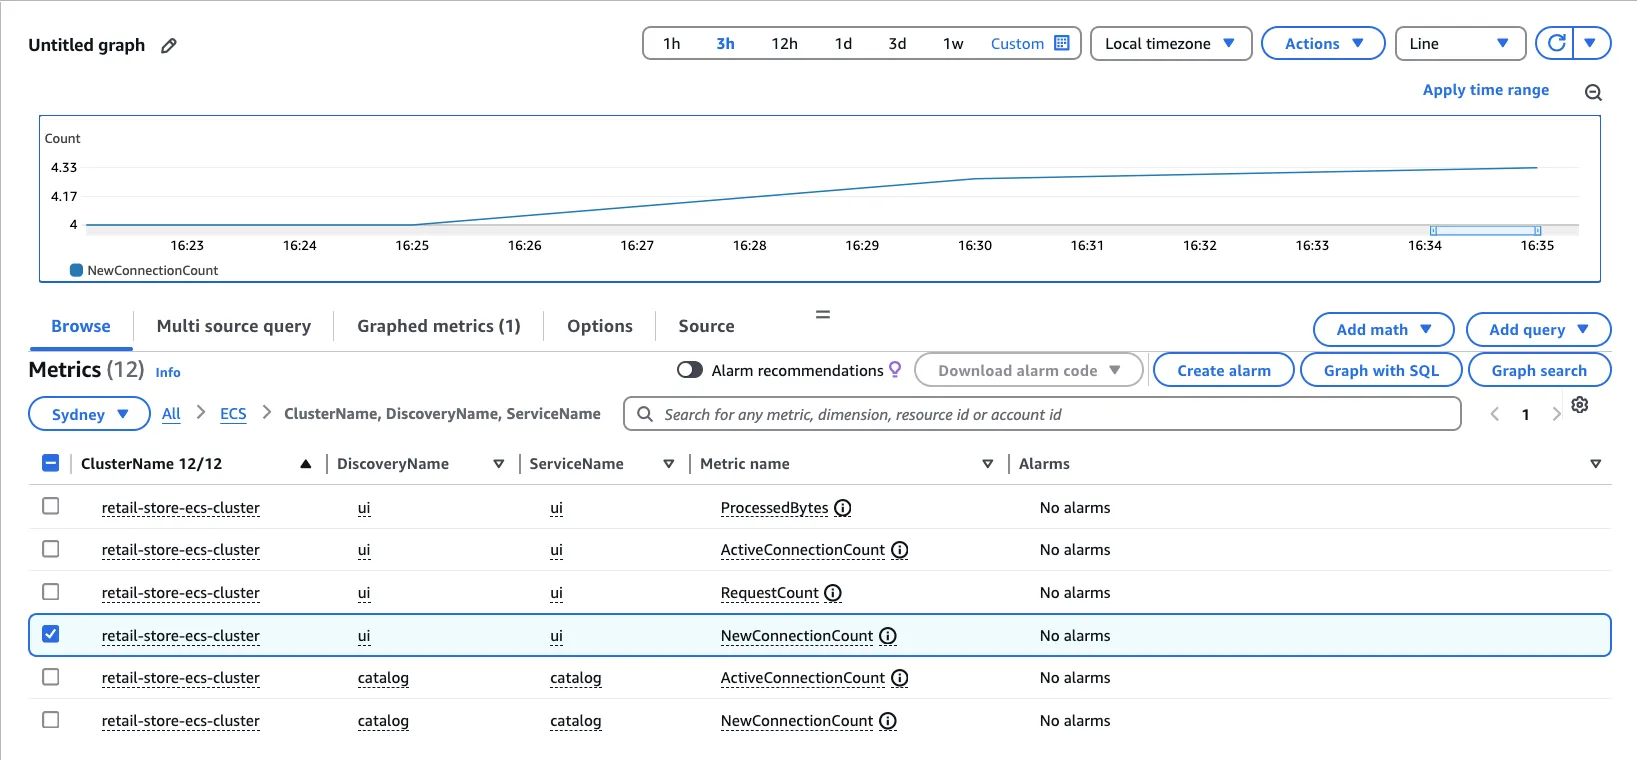 Untitled graph
1h 3h 12h 1d 3d 1w Custom Local timezone Actions Line
Apply time range
Count
4.33
4.17
4
16:23 16:24 16:25 16:26 16:27 16:28 16:29 16:30 16:31 16:32 16:33 16:34 16:35
NewConnectionCount
Browse Multi source query Graphed metrics (1) Options Source Add math Add query
Metrics (12) Info Alarm recommendations Download alarm code Create alarm Graph with SQL Graph search
Sydney All ECS ClusterName, DiscoveryName, ServiceName Search for any metric, dimension, resource id or account id 1
ClusterName 12/12 DiscoveryName ServiceName Metric name Alarms
retail-store-ecs-cluster ui ui ProcessedBytes No alarms
retail-store-ecs-cluster ui ui ActiveConnectionCount No alarms
retail-store-ecs-cluster ui ui RequestCount No alarms
retail-store-ecs-cluster ui ui NewConnectionCount No alarms
retail-store-ecs-cluster catalog catalog ActiveConnectionCount No alarms
retail-store-ecs-cluster catalog catalog NewConnectionCount No alarms